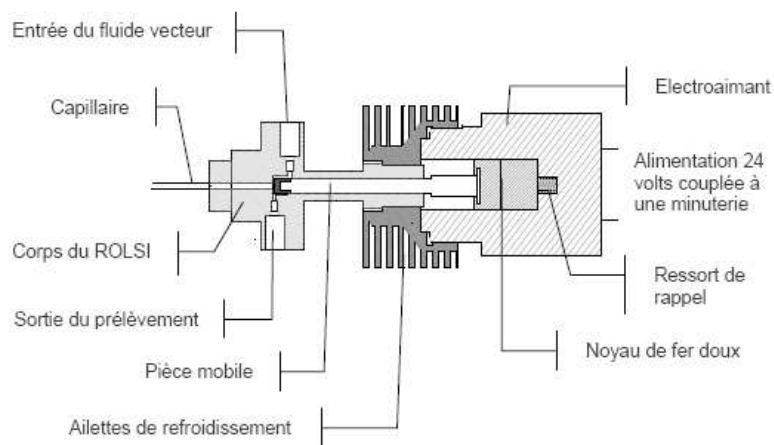 Entrée du fluide vecteur
Capillaire
Corps du ROLSI
Sortie du prélèvement
Pièce mobile
Ailettes de refroidissement
Electroaimant
Alimentation 24
volts couplée à
une minuterie
Ressort de
rappel
Noyau de fer doux